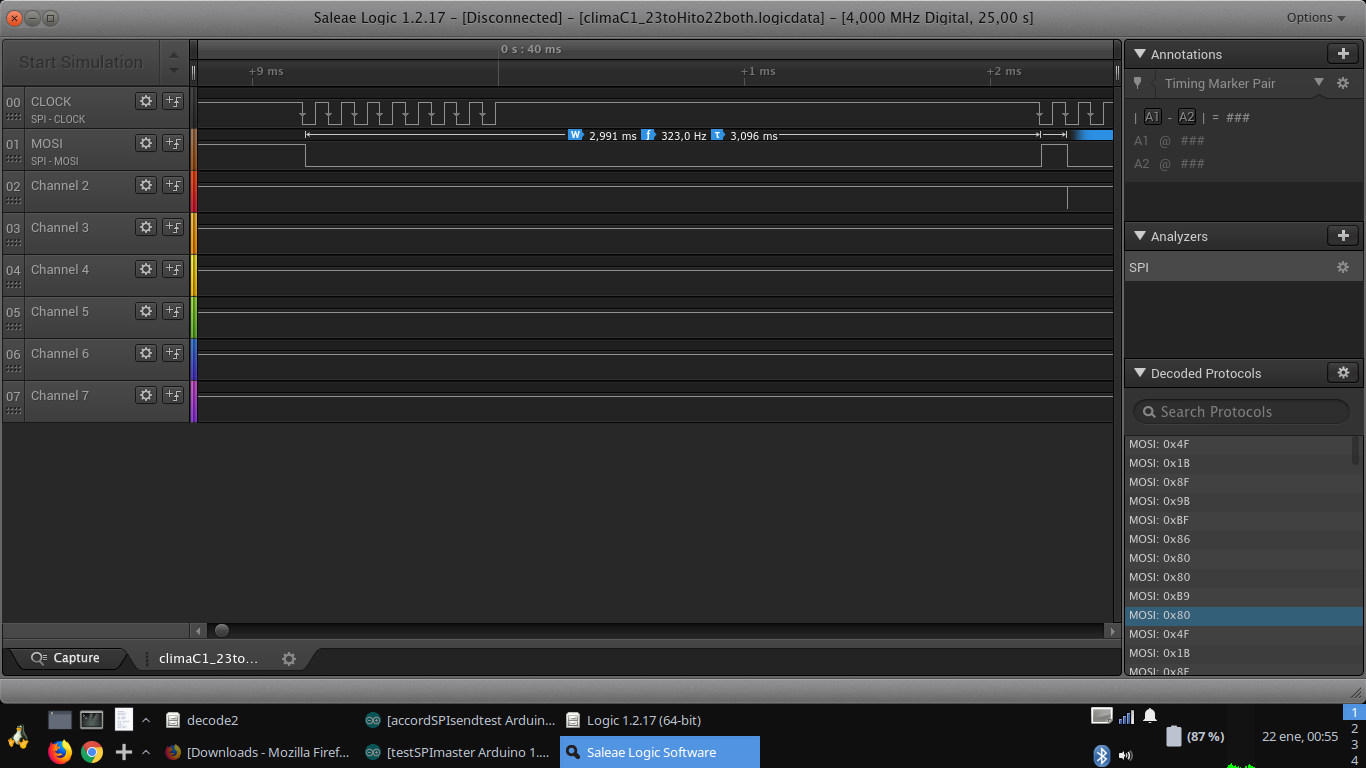 Saleae Logic 1.2.17 - [Disconnected] - [climaC1_23toHito22both.logicdata] - [4,000 MHz Digital, 25,00 s]
Options
Start Simulation
0 s : 40 ms
+9 ms
+1 ms
+2 ms
00 CLOCK
SPI - CLOCK
W 2,991 ms f 323,0 Hz T 3,096 ms
01 MOSI
SPI - MOSI
02 Channel 2
03 Channel 3
04 Channel 4
05 Channel 5
06 Channel 6
07 Channel 7
Annotations
Timing Marker Pair
| A1 - A2 | = ###
A1 @ ###
A2 @ ###
Analyzers
SPI
Decoded Protocols
Search Protocols
MOSI: 0x4F
MOSI: 0x1B
MOSI: 0x8F
MOSI: 0x9B
MOSI: 0xBF
MOSI: 0x86
MOSI: 0x80
MOSI: 0x80
MOSI: 0xB9
MOSI: 0x80
MOSI: 0x4F
MOSI: 0x1B
MOSI: 0x8F
Capture
climaC1_23to...
decode2
[accordSPIsendtest Arduin...
Logic 1.2.17 (64-bit)
[Downloads - Mozilla Firef...
[testSPImaster Arduino 1....
Saleae Logic Software
(87 %)
22 ene, 00:55
1
2
3
4